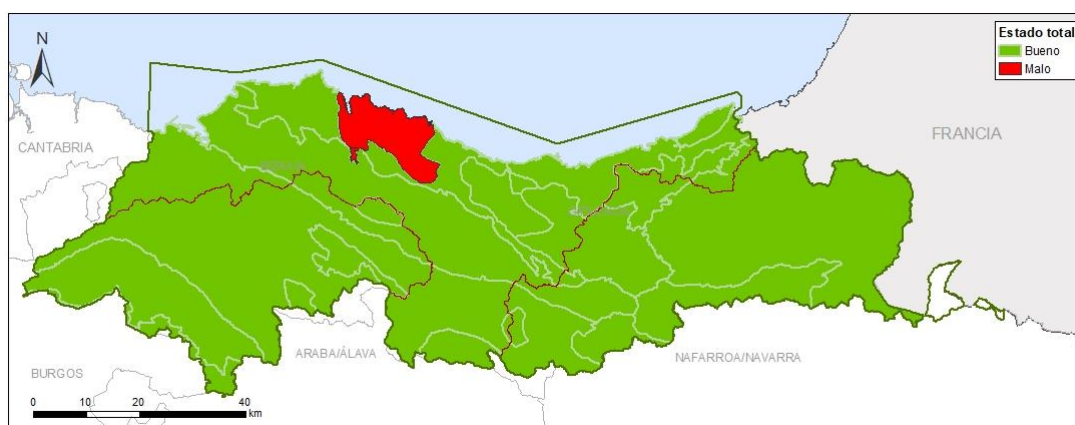 Estado total
Bueno
Malo
N
FRANCIA
CANTABRIA
ARABA/ÁLAVA
NAFARROA/NAVARRA
BURGOS
0 10 20 40
km